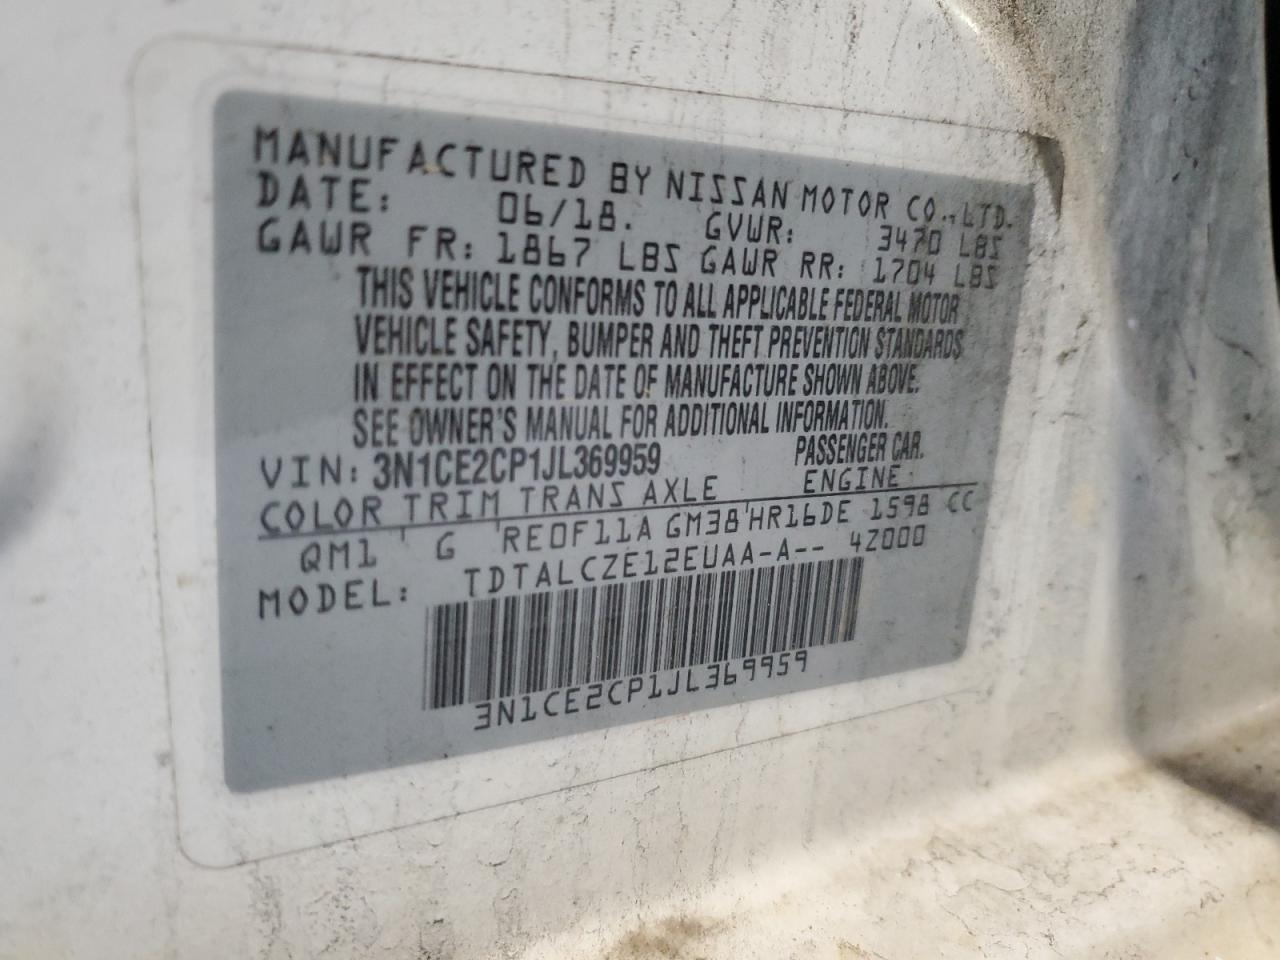 MANUFACTURED BY NISSAN MOTOR CO., LTD.
DATE: 06/18. GVWR: 3470 LBS
GAWR FR: 1867 LBS GAWR RR: 1704 LBS
THIS VEHICLE CONFORMS TO ALL APPLICABLE FEDERAL MOTOR
VEHICLE SAFETY, BUMPER AND THEFT PREVENTION STANDARDS
IN EFFECT ON THE DATE OF MANUFACTURE SHOWN ABOVE.
SEE OWNER'S MANUAL FOR ADDITIONAL INFORMATION.
VIN: 3N1CE2CP1JL369959 PASSENGER CAR.
COLOR TRIM TRANS AXLE ENGINE
QM1 G RE0F11A GM38 HR16DE 1598 CC
MODEL: TDTALCZE12EUAA-A-- 4Z000
3N1CE2CP1JL369959